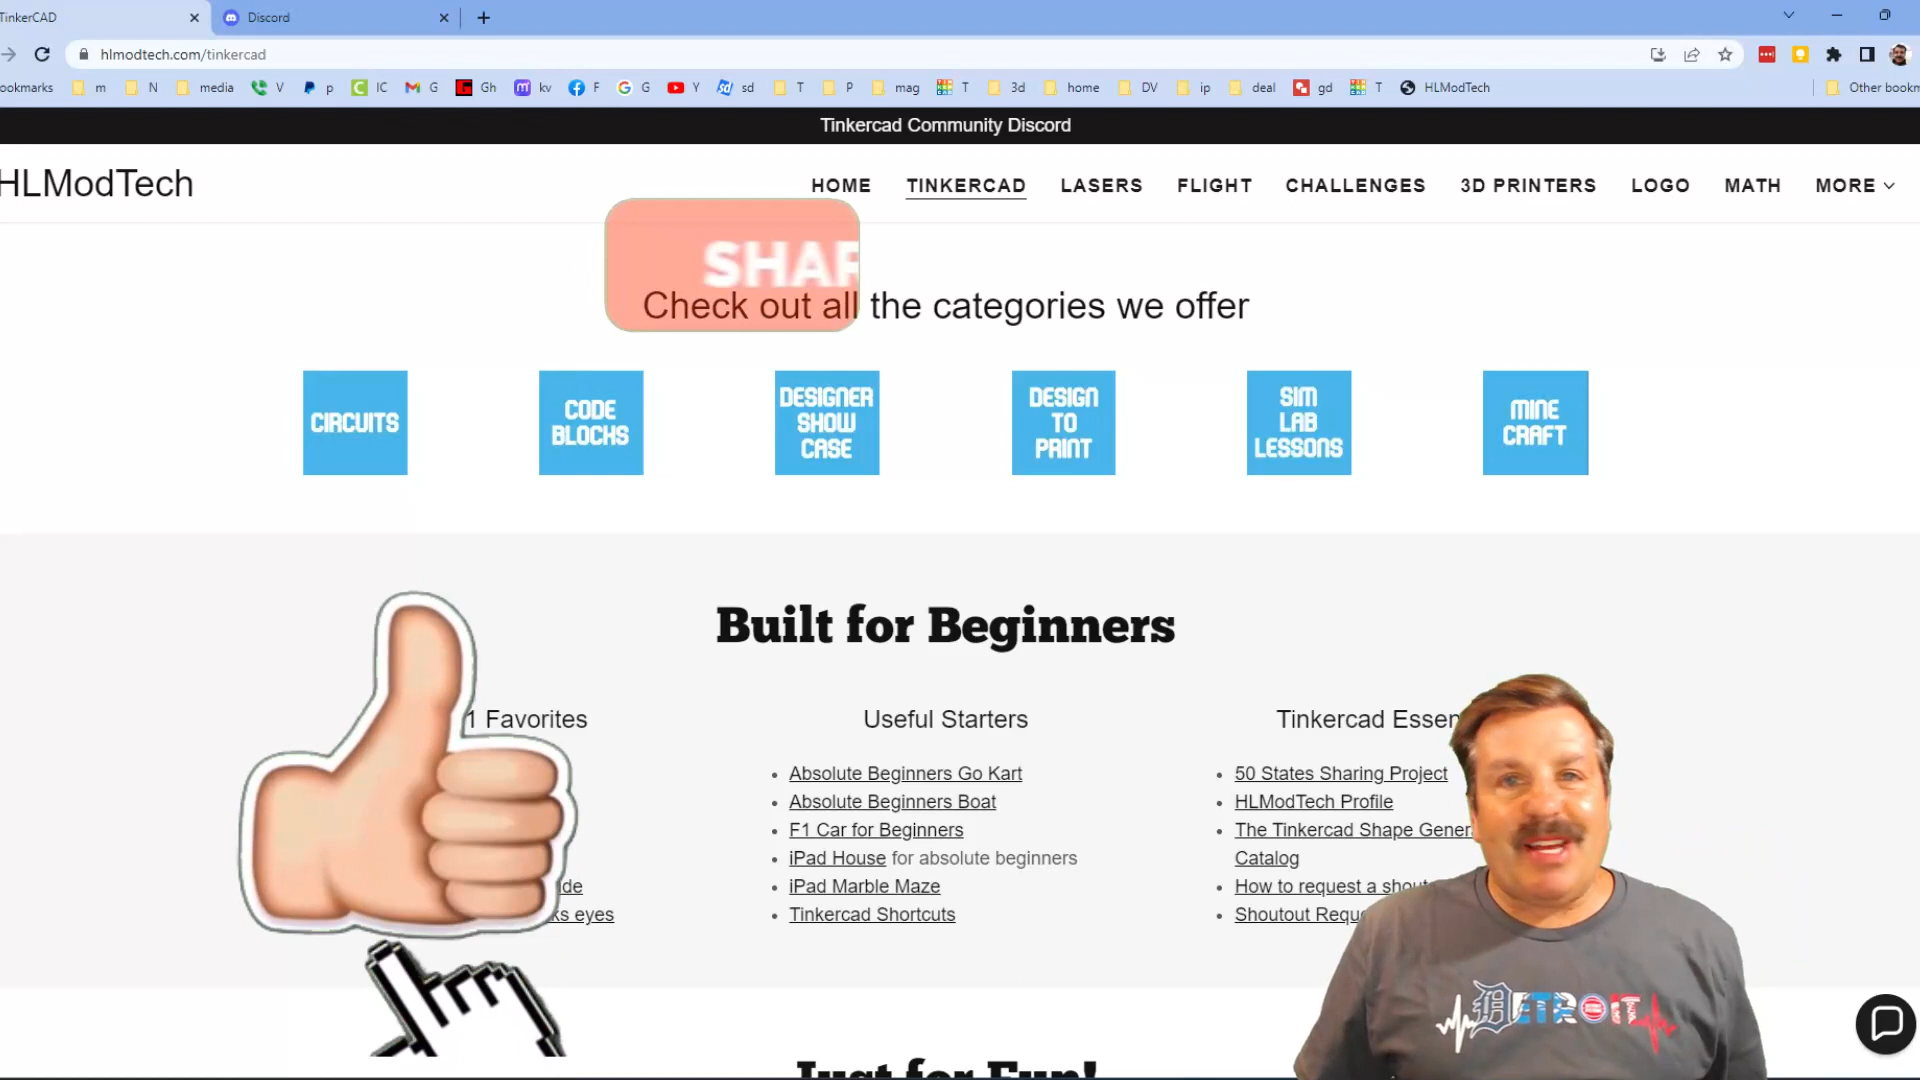 TinkerCAD
Discord
hlmodtech.com/tinkercad
ookmarks m N media V p IC G Gh kv F G Y sd T P mag T 3d home DV ip deal gd T HLModTech Other bookm
Tinkercad Community Discord
HLModTech
HOME TINKERCAD LASERS FLIGHT CHALLENGES 3D PRINTERS LOGO MATH MORE
SHAR
Check out all the categories we offer
CIRCUITS
CODE
BLOCKS
DESIGNER
SHOW
CASE
DESIGN
TO
PRINT
SIM
LAB
LESSONS
MINE
CRAFT
Built for Beginners
1 Favorites
de
ks eyes
Useful Starters
Absolute Beginners Go Kart
Absolute Beginners Boat
F1 Car for Beginners
iPad House for absolute beginners
iPad Marble Maze
Tinkercad Shortcuts
Tinkercad Essen
50 States Sharing Project
HLModTech Profile
The Tinkercad Shape Gener
Catalog
How to request a shout
Shoutout Reque
DETROIT
Just for Fun!